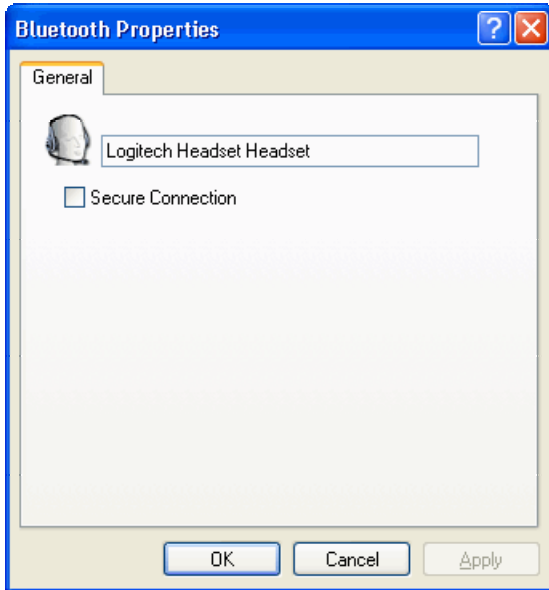 Bluetooth Properties
General
Logitech Headset Headset
Secure Connection
OK Cancel Apply